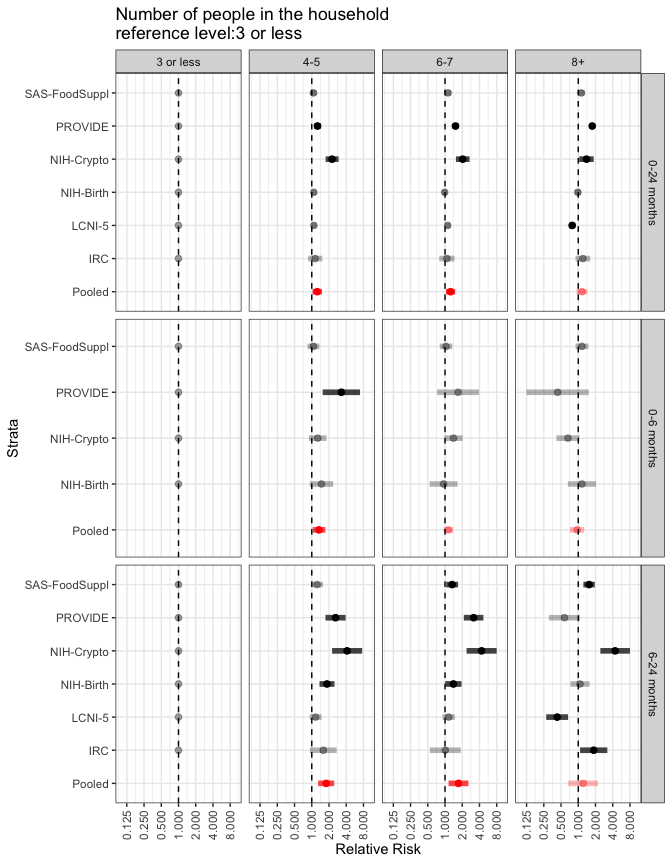 Number of people in the household
reference level:3 or less
3 or less
4-5
6-7
8+
SAS-FoodSuppl
PROVIDE
NIH-Crypto
NIH-Birth
LCNI-5
IRC
Pooled
0-24 months
SAS-FoodSuppl
PROVIDE
NIH-Crypto
NIH-Birth
Pooled
0-6 months
SAS-FoodSuppl
PROVIDE
NIH-Crypto
NIH-Birth
LCNI-5
IRC
Pooled
6-24 months
Strata
0.125 0.250 0.500 1.000 2.000 4.000 8.000
0.125 0.250 0.500 1.000 2.000 4.000 8.000
0.125 0.250 0.500 1.000 2.000 4.000 8.000
0.125 0.250 0.500 1.000 2.000 4.000 8.000
Relative Risk